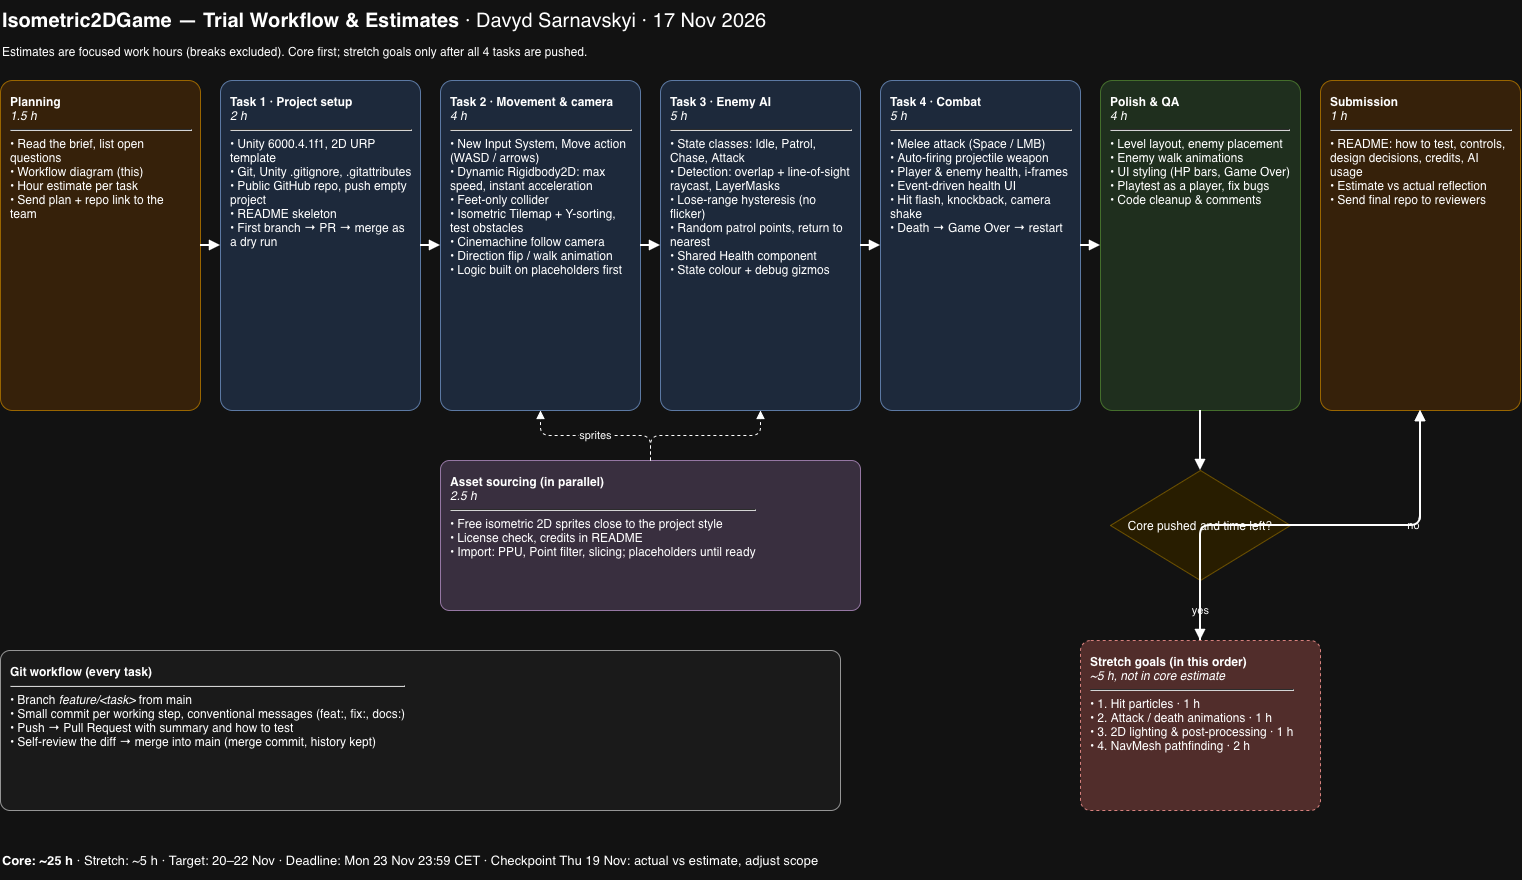 Isometric2DGame — Trial Workflow & Estimates · Davyd Sarnavskyi · 17 Nov 2026
Estimates are focused work hours (breaks excluded). Core first; stretch goals only after all 4 tasks are pushed.
Planning
1.5 h
• Read the brief, list open
questions
• Workflow diagram (this)
• Hour estimate per task
• Send plan + repo link to the
team
Task 1 · Project setup
2 h
• Unity 6000.4.1f1, 2D URP
template
• Git, Unity .gitignore, .gitattributes
• Public GitHub repo, push empty
project
• README skeleton
• First branch → PR → merge as
a dry run
Task 2 · Movement & camera
4 h
• New Input System, Move action
(WASD / arrows)
• Dynamic Rigidbody2D: max
speed, instant acceleration
• Feet-only collider
• Isometric Tilemap + Y-sorting,
test obstacles
• Cinemachine follow camera
• Direction flip / walk animation
• Logic built on placeholders first
Task 3 · Enemy AI
5 h
• State classes: Idle, Patrol,
Chase, Attack
• Detection: overlap + line-of-sight
raycast, LayerMasks
• Lose-range hysteresis (no
flicker)
• Random patrol points, return to
nearest
• Shared Health component
• State colour + debug gizmos
Task 4 · Combat
5 h
• Melee attack (Space / LMB)
• Auto-firing projectile weapon
• Player & enemy health, i-frames
• Event-driven health UI
• Hit flash, knockback, camera
shake
• Death → Game Over → restart
Polish & QA
4 h
• Level layout, enemy placement
• Enemy walk animations
• UI styling (HP bars, Game Over)
• Playtest as a player, fix bugs
• Code cleanup & comments
Submission
1 h
• README: how to test, controls,
design decisions, credits, AI
usage
• Estimate vs actual reflection
• Send final repo to reviewers
sprites
Asset sourcing (in parallel)
2.5 h
• Free isometric 2D sprites close to the project style
• License check, credits in README
• Import: PPU, Point filter, slicing; placeholders until ready
Core pushed and time left?
no
yes
Stretch goals (in this order)
~5 h, not in core estimate
• 1. Hit particles · 1 h
• 2. Attack / death animations · 1 h
• 3. 2D lighting & post-processing · 1 h
• 4. NavMesh pathfinding · 2 h
Git workflow (every task)
• Branch feature/<task> from main
• Small commit per working step, conventional messages (feat:, fix:, docs:)
• Push → Pull Request with summary and how to test
• Self-review the diff → merge into main (merge commit, history kept)
Core: ~25 h · Stretch: ~5 h · Target: 20–22 Nov · Deadline: Mon 23 Nov 23:59 CET · Checkpoint Thu 19 Nov: actual vs estimate, adjust scope